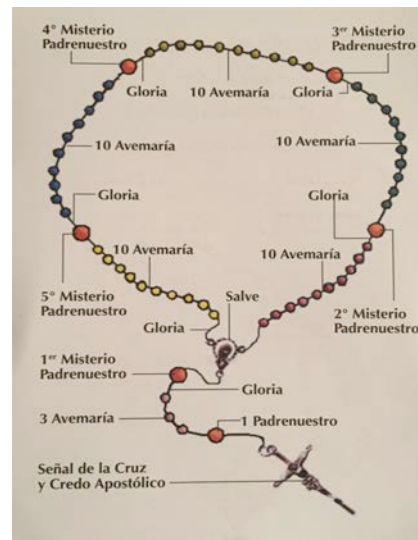 4° Misterio
Padrenuestro
3er Misterio
Padrenuestro
Gloria
10 Avemaría
Gloria
10 Avemaría
10 Avemaría
Gloria
Gloria
10 Avemaría
10 Avemaría
5° Misterio
Padrenuestro
Salve
2° Misterio
Padrenuestro
Gloria
1er Misterio
Padrenuestro
Gloria
3 Avemaría
1 Padrenuestro
Señal de la Cruz
y Credo Apostólico